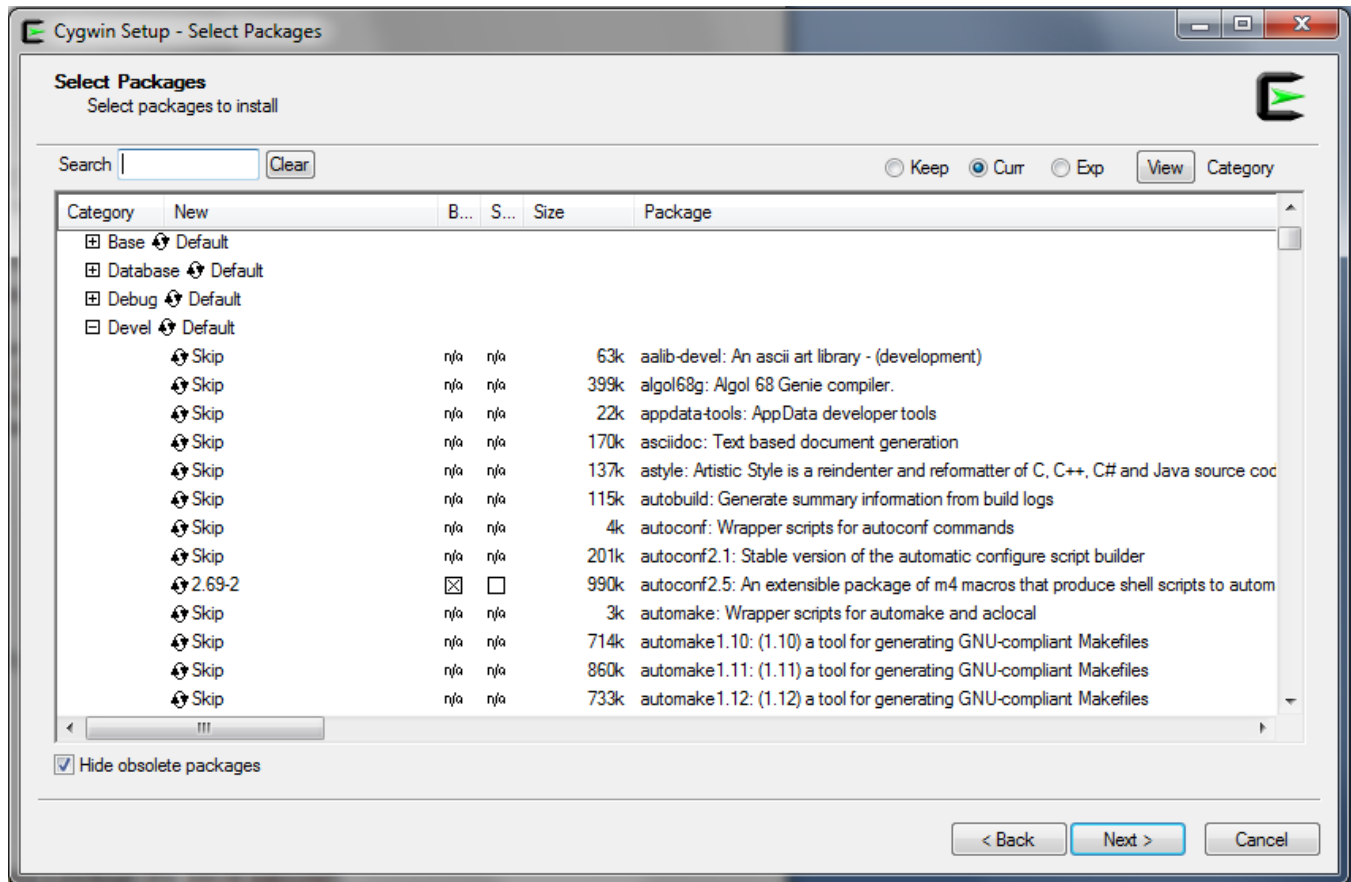 Cygwin Setup - Select Packages
Select Packages
Select packages to install
Search Clear Keep Curr Exp View Category
Category New B... S... Size Package
Base Default
Database Default
Debug Default
Devel Default
Skip n/a n/a 63k aalib-devel: An ascii art library - (development)
Skip n/a n/a 399k algol68g: Algol 68 Genie compiler.
Skip n/a n/a 22k appdata-tools: AppData developer tools
Skip n/a n/a 170k asciidoc: Text based document generation
Skip n/a n/a 137k astyle: Artistic Style is a reindenter and reformatter of C, C++, C# and Java source cod
Skip n/a n/a 115k autobuild: Generate summary information from build logs
Skip n/a n/a 4k autoconf: Wrapper scripts for autoconf commands
Skip n/a n/a 201k autoconf2.1: Stable version of the automatic configure script builder
2.69-2 990k autoconf2.5: An extensible package of m4 macros that produce shell scripts to autom
Skip n/a n/a 3k automake: Wrapper scripts for automake and aclocal
Skip n/a n/a 714k automake1.10: (1.10) a tool for generating GNU-compliant Makefiles
Skip n/a n/a 860k automake1.11: (1.11) a tool for generating GNU-compliant Makefiles
Skip n/a n/a 733k automake1.12: (1.12) a tool for generating GNU-compliant Makefiles
Hide obsolete packages
< Back Next > Cancel